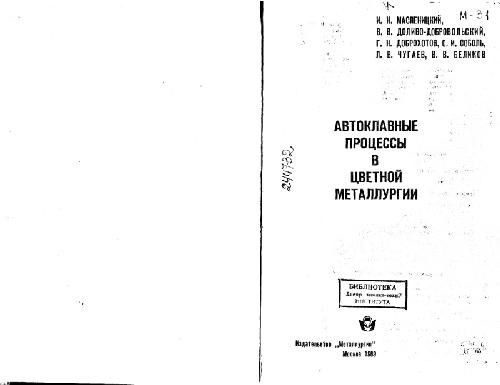 М-31
И. Н. МАСЛЕНИЦКИЙ,
В. В. ДОЛИВО-ДОБРОВОЛЬСКИЙ,
Г. Н. ДОБРОХОТОВ, С. И. СОБОЛЬ,
Л. В. ЧУГАЕВ, В. В. БЕЛИКОВ
АВТОКЛАВНЫЕ
ПРОЦЕССЫ
В
ЦВЕТНОЙ
МЕТАЛЛУРГИИ
244732
БИБЛИОТЕКА
ИНСТИТУТА
Издательство „Металлургия"
Москва 1969